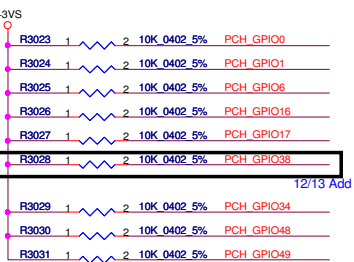 3VS
R3023 1 2 10K_0402_5% PCH_GPIO0
R3024 1 2 10K_0402_5% PCH_GPIO1
R3025 1 2 10K_0402_5% PCH_GPIO6
R3026 1 2 10K_0402_5% PCH_GPIO16
R3027 1 2 10K_0402_5% PCH_GPIO17
R3028 1 2 10K_0402_5% PCH_GPIO38
12/13 Add
R3029 1 2 10K_0402_5% PCH_GPIO34
R3030 1 2 10K_0402_5% PCH_GPIO48
R3031 1 2 10K_0402_5% PCH_GPIO49